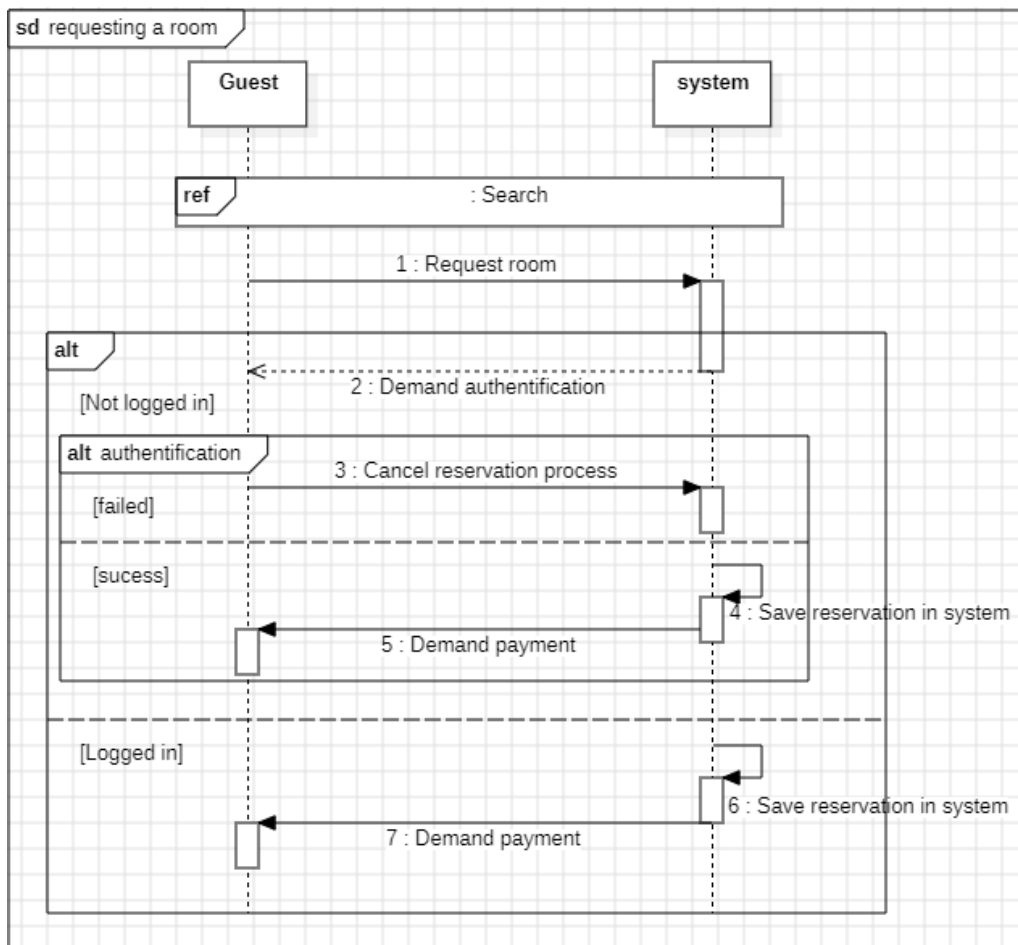 sd requesting a room
Guest
system
ref
: Search
1 : Request room
alt
2 : Demand authentification
[Not logged in]
alt authentification
3 : Cancel reservation process
[failed]
[sucess]
4 : Save reservation in system
5 : Demand payment
[Logged in]
6 : Save reservation in system
7 : Demand payment